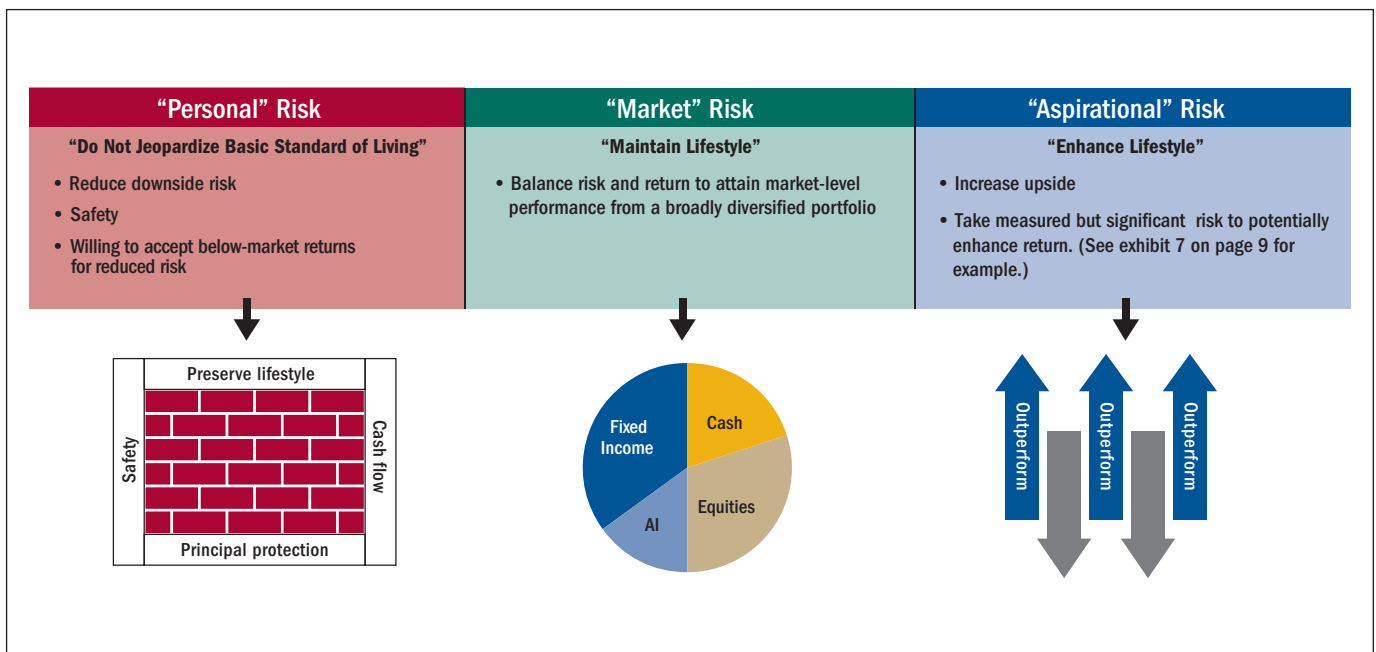 “Personal” Risk
“Do Not Jeopardize Basic Standard of Living”
• Reduce downside risk
• Safety
• Willing to accept below-market returns
for reduced risk
“Market” Risk
“Maintain Lifestyle”
• Balance risk and return to attain market-level
performance from a broadly diversified portfolio
“Aspirational” Risk
“Enhance Lifestyle”
• Increase upside
• Take measured but significant risk to potentially
enhance return. (See exhibit 7 on page 9 for
example.)
Preserve lifestyle
Safety
Cash flow
Principal protection
Fixed
Income
Cash
AI
Equities
Outperform
Outperform
Outperform